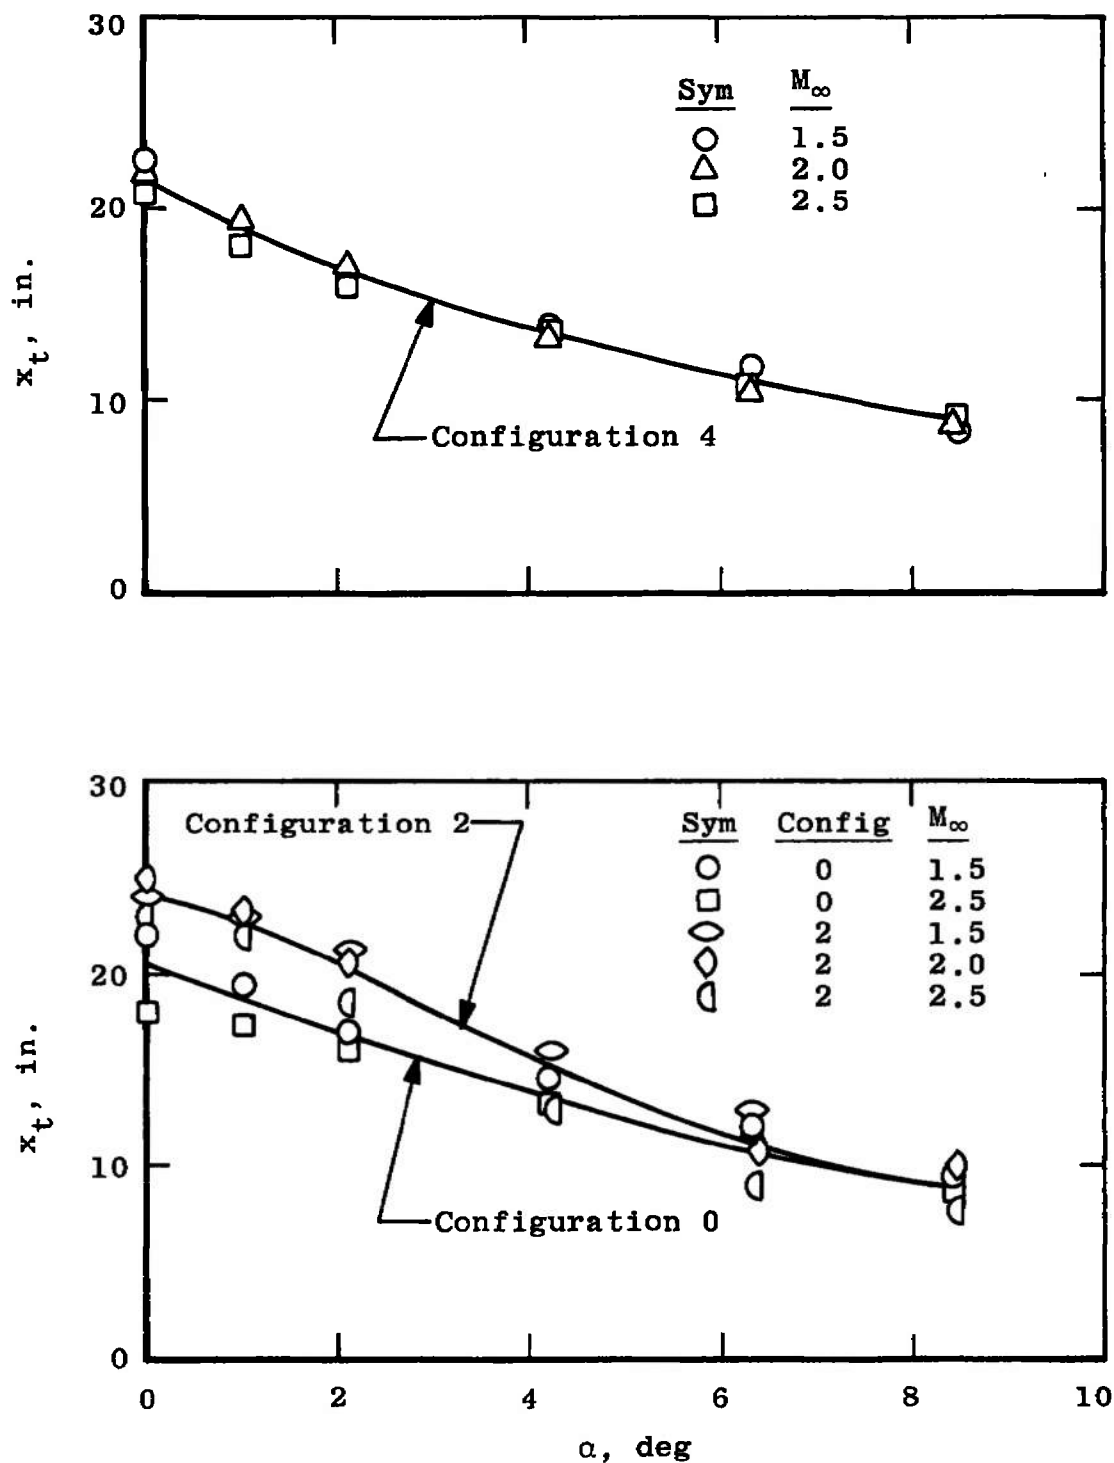 30
20
10
0
x_t, in.
Sym M∞
1.5
2.0
2.5
Configuration 4
30
20
10
0
x_t, in.
Configuration 2
Sym Config M∞
0 1.5
0 2.5
2 1.5
2 2.0
2 2.5
Configuration 0
0 2 4 6 8 10
α, deg